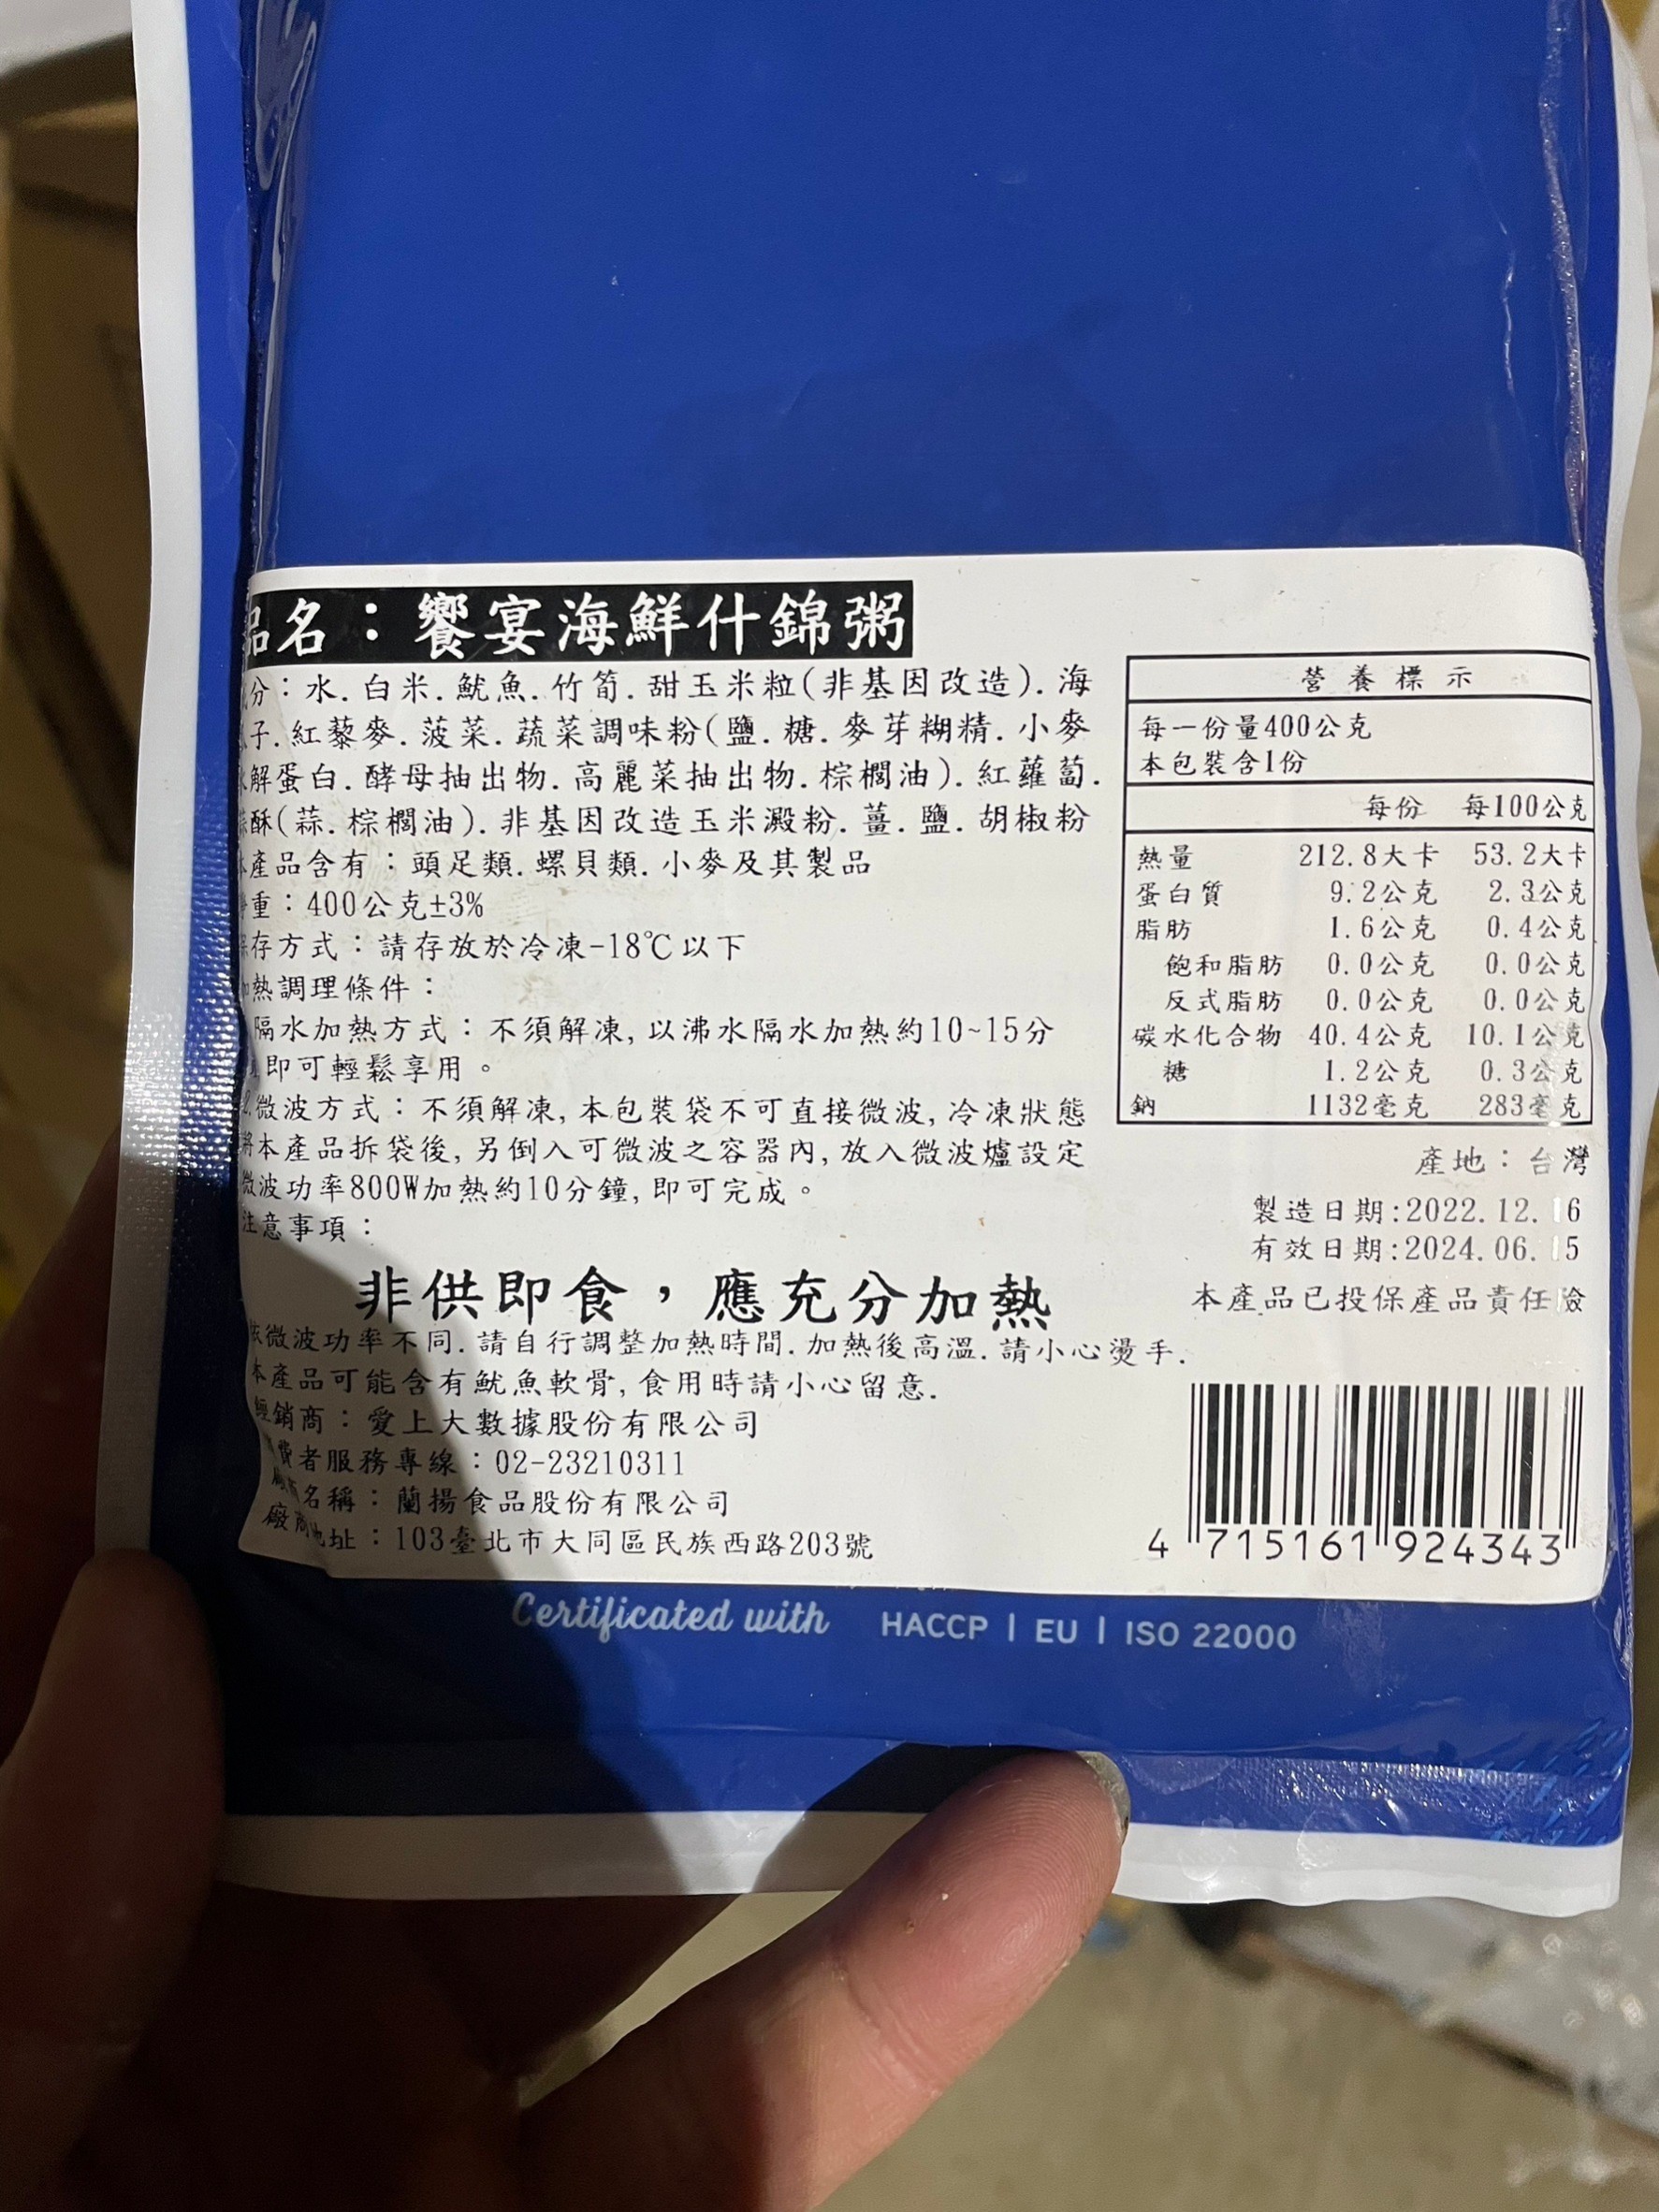 品名：饗宴海鮮什錦粥
分：水.白米.魷魚.竹筍.甜玉米粒(非基因改造).海
子.紅藜麥.菠菜.蔬菜調味粉(鹽.糖.麥芽糊精.小麥
解蛋白.酵母抽出物.高麗菜抽出物.棕櫚油).紅蘿蔔.
酥(蒜.棕櫚油).非基因改造玉米澱粉.薑.鹽.胡椒粉
產品含有：頭足類.螺貝類.小麥及其製品
重：400公克±3%
存方式：請存放於冷凍-18℃以下
熱調理條件：
隔水加熱方式：不須解凍,以沸水隔水加熱約10~15分
即可輕鬆享用。
2.微波方式：不須解凍,本包裝袋不可直接微波,冷凍狀態
將本產品拆袋後,另倒入可微波之容器內,放入微波爐設定
微波功率800W加熱約10分鐘,即可完成。
注意事項：
非供即食，應充分加熱
依微波功率不同.請自行調整加熱時間.加熱後高溫.請小心燙手.
本產品可能含有魷魚軟骨,食用時請小心留意.
經銷商：愛上大數據股份有限公司
費者服務專線：02-23210311
名稱：蘭揚食品股份有限公司
廠商地址：103臺北市大同區民族西路203號
營養標示
每一份量400公克
本包裝含1份
每份 每100公克
熱量 212.8大卡 53.2大卡
蛋白質 9.2公克 2.3公克
脂肪 1.6公克 0.4公克
飽和脂肪 0.0公克 0.0公克
反式脂肪 0.0公克 0.0公克
碳水化合物 40.4公克 10.1公克
糖 1.2公克 0.3公克
鈉 1132毫克 283毫克
產地：台灣
製造日期:2022.12.16
有效日期:2024.06.15
本產品已投保產品責任險
4 715161 924343
Certificated with HACCP | EU | ISO 22000